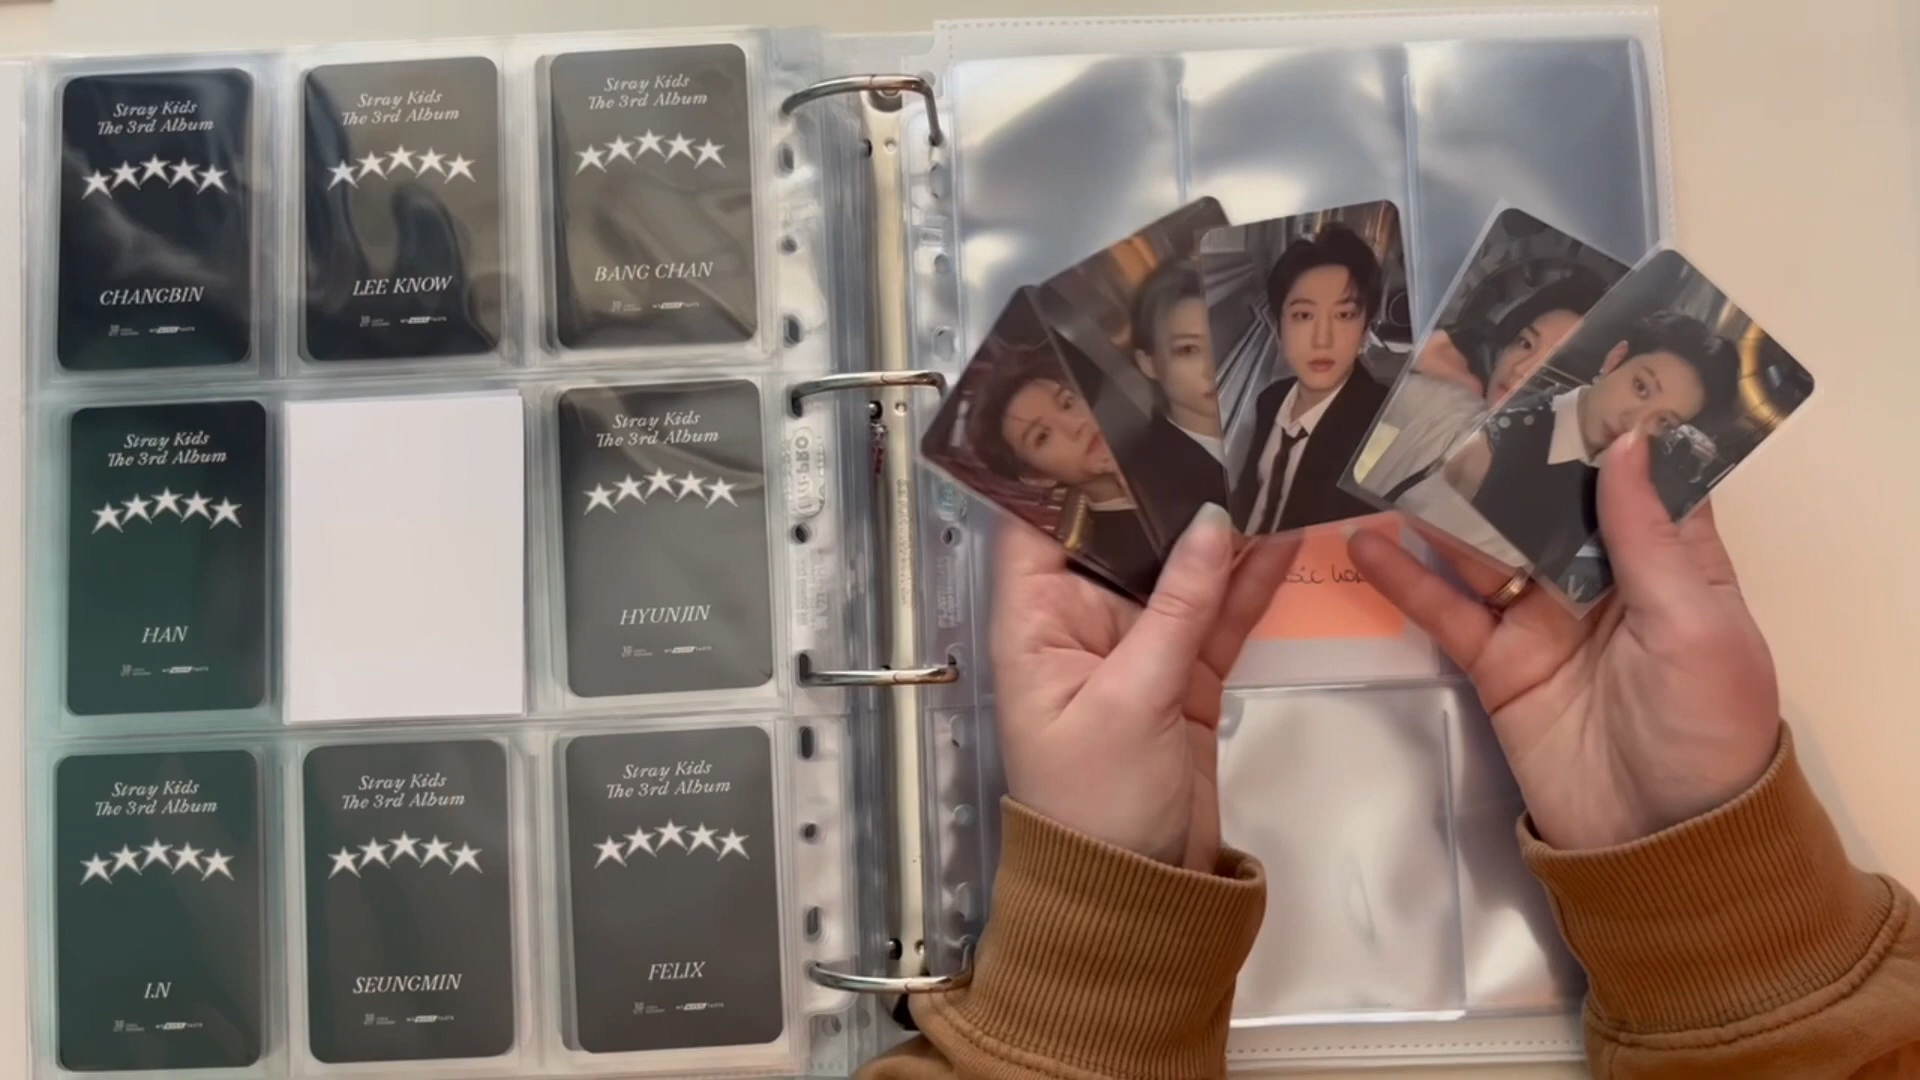 Stray Kids
The 3rd Album
CHANGBIN
Stray Kids
The 3rd Album
LEE KNOW
Stray Kids
The 3rd Album
BANG CHAN
Stray Kids
The 3rd Album
HAN
Stray Kids
The 3rd Album
HYUNJIN
Stray Kids
The 3rd Album
I.N
Stray Kids
The 3rd Album
SEUNGMIN
Stray Kids
The 3rd Album
FELIX